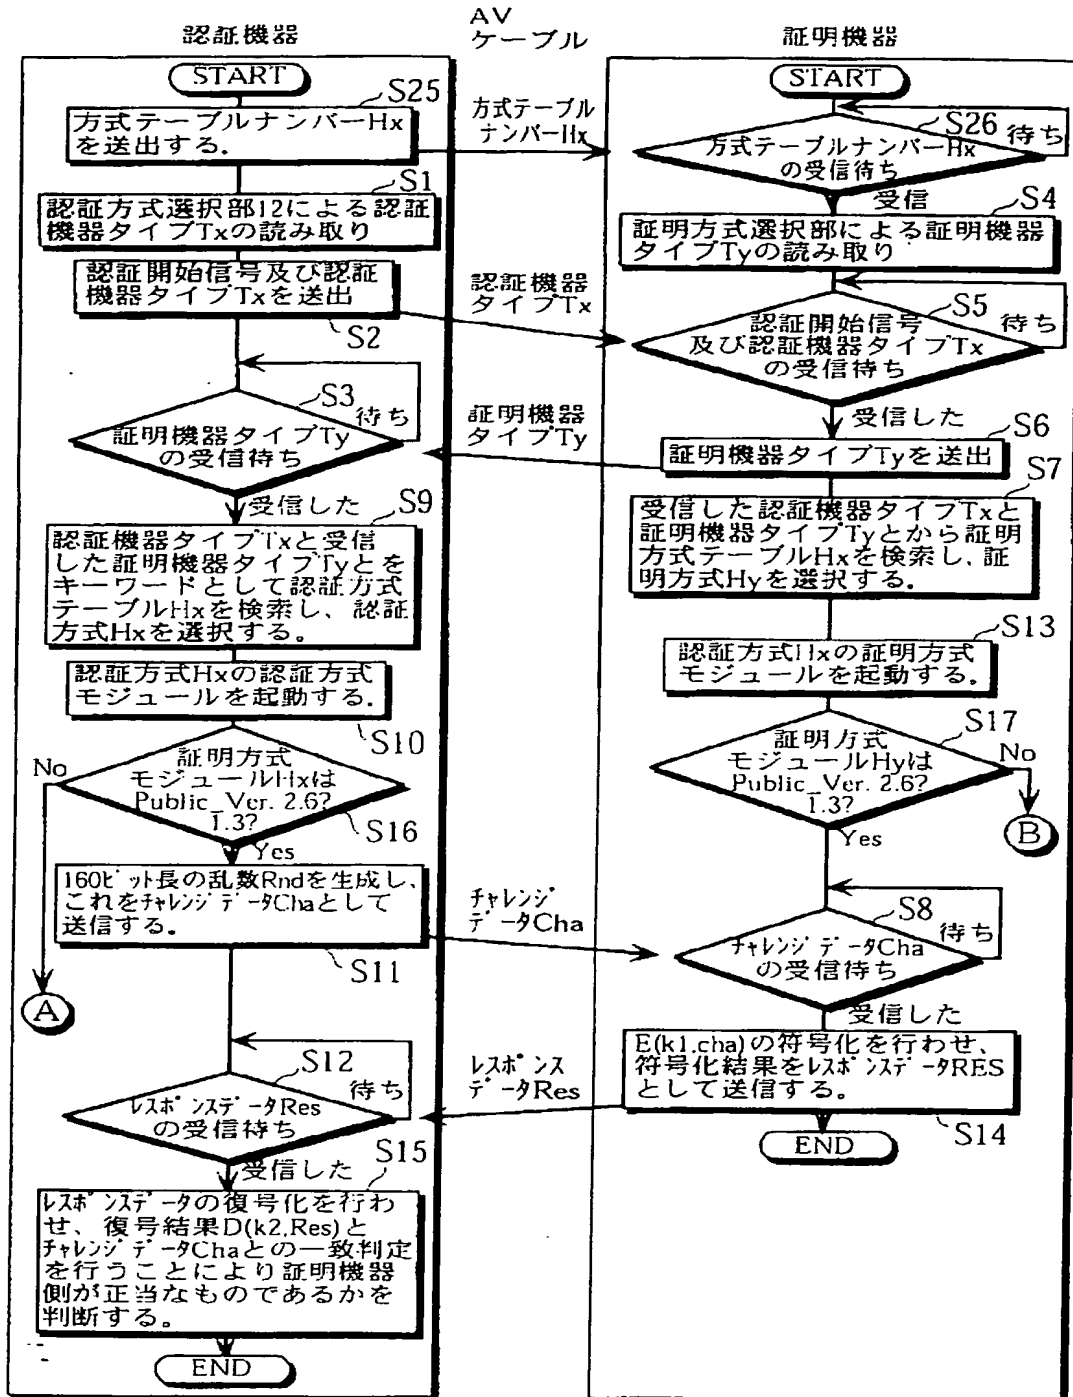 認証機器
AV
ケーブル
証明機器
START
S25
方式テーブルナンバーHx
を送出する.
方式テーブル
ナンバーHx
START
S26
待ち
方式テーブルナンバーHx
の受信待ち
受信
S1
認証方式選択部12による認証
機器タイプTxの読み取り
S4
証明方式選択部による証明機器
タイプTyの読み取り
認証開始信号及び認証
機器タイプTxを送出
S2
認証機器
タイプTx
S5
待ち
認証開始信号
及び認証機器タイプTx
の受信待ち
受信した
S3
待ち
証明機器タイプTy
の受信待ち
受信した
証明機器
タイプTy
S6
証明機器タイプTyを送出
S7
受信した認証機器タイプTxと
証明機器タイプTyとから証明
方式テーブルHxを検索し、証
明方式Hyを選択する.
S9
認証機器タイプTxと受信
した証明機器タイプTyとを
キーワードとして認証方式
テーブルHxを検索し、認証
方式Hxを選択する。
S13
認証方式Hxの証明方式
モジュールを起動する.
認証方式Hxの認証方式
モジュールを起動する.
S10
S17
証明方式
モジュールHyは
Public_Ver. 2.6?
1.3?
No
B
Yes
No
証明方式
モジュールHxは
Public_Ver. 2.6?
1.3?
S16
Yes
A
160ビット長の乱数Rndを生成し、
これをチャレンジデータChaとして
送信する。
S11
チャレンジ
データCha
S8
待ち
チャレンジデータCha
の受信待ち
受信した
E(k1,cha)の符号化を行わせ、
符号化結果をレスポンスデータRES
として送信する。
S14
END
レスポンス
データRes
S12
待ち
レスポンスデータRes
の受信待ち
受信した
S15
レスポンスデータの復号化を行わ
せ、復号結果D(k2,Res)と
チャレンジデータChaとの一致判定
を行うことにより証明機器
側が正当なものであるかを
判断する。
END